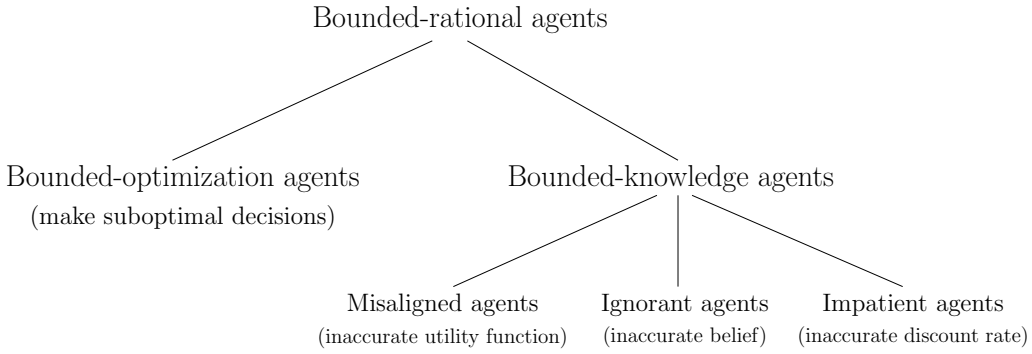 Bounded-rational agents
Bounded-optimization agents
(make suboptimal decisions)
Bounded-knowledge agents
Misaligned agents
(inaccurate utility function)
Ignorant agents
(inaccurate belief)
Impatient agents
(inaccurate discount rate)